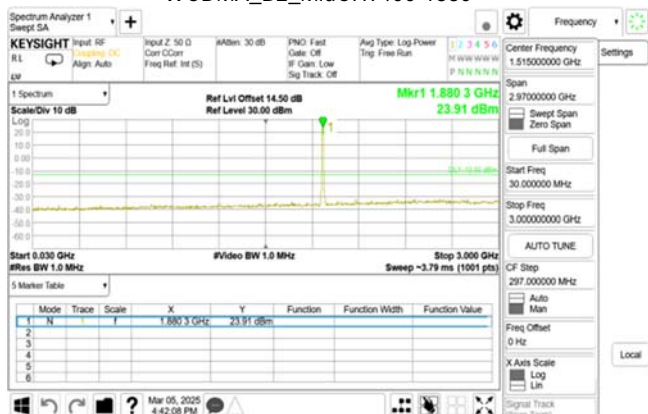 Spectrum Analyzer 1
Swept SA
+
Frequency
KEYSIGHT
RL
Input: RF
Coupling: DC
Align: Auto
Input Z: 50 Ω
Corr CCorr
Freq Ref: Int (S)
#Atten: 30 dB
PNO: Fast
Gate: Off
IF Gain: Low
Sig Track: Off
Avg Type: Log-Power
Trig: Free Run
1 2 3 4 5 6
M W W W W W
P N N N N N
Center Frequency
1.515000000 GHz
Settings
1 Spectrum
Scale/Div 10 dB
Log
Ref Lvl Offset 14.50 dB
Ref Level 30.00 dBm
Mkr1 1.880 3 GHz
23.91 dBm
Span
2.97000000 GHz
Swept Span
Zero Span
20.0
10.0
0.00
-10.0
-20.0
-30.0
-40.0
-50.0
-60.0
1
Full Span
Start Freq
30.000000 MHz
Stop Freq
3.000000000 GHz
AUTO TUNE
Start 0.030 GHz
#Res BW 1.0 MHz
#Video BW 1.0 MHz
Stop 3.000 GHz
Sweep ~3.79 ms (1001 pts)
CF Step
297.000000 MHz
Auto
Man
5 Marker Table
Mode Trace Scale X Y Function Function Width Function Value
1 N 1 f 1.880 3 GHz 23.91 dBm
2
3
4
5
6
Freq Offset
0 Hz
X Axis Scale
Log
Lin
Local
Signal Track
?
Mar 05, 2025
4:42:08 PM